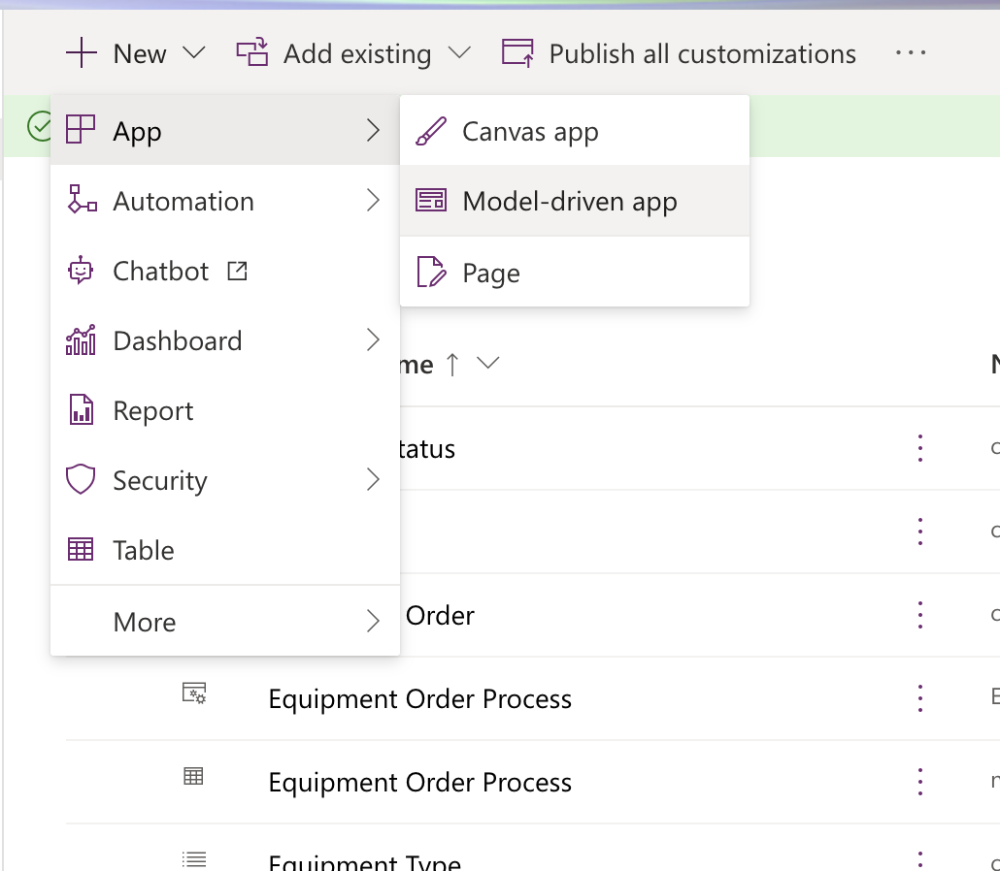 New
Add existing
Publish all customizations
App
Canvas app
Automation
Model-driven app
Chatbot
Page
Dashboard
me
Report
tatus
Security
Table
More
Order
Equipment Order Process
Equipment Order Process
Equipment Type